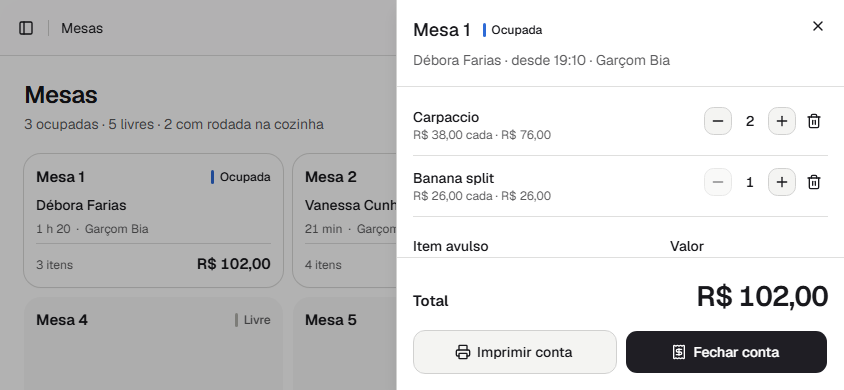 Mesas
Mesas
3 ocupadas · 5 livres · 2 com rodada na cozinha
Mesa 1
Ocupada
Débora Farias
1 h 20 · Garçom Bia
3 itens
R$ 102,00
Mesa 2
Vanessa Cunh
21 min · Garçom
4 itens
Mesa 4
Livre
Mesa 5
Mesa 1
Ocupada
Débora Farias · desde 19:10 · Garçom Bia
Carpaccio
R$ 38,00 cada · R$ 76,00
2
Banana split
R$ 26,00 cada · R$ 26,00
1
Item avulso
Valor
Total
R$ 102,00
Imprimir conta
Fechar conta